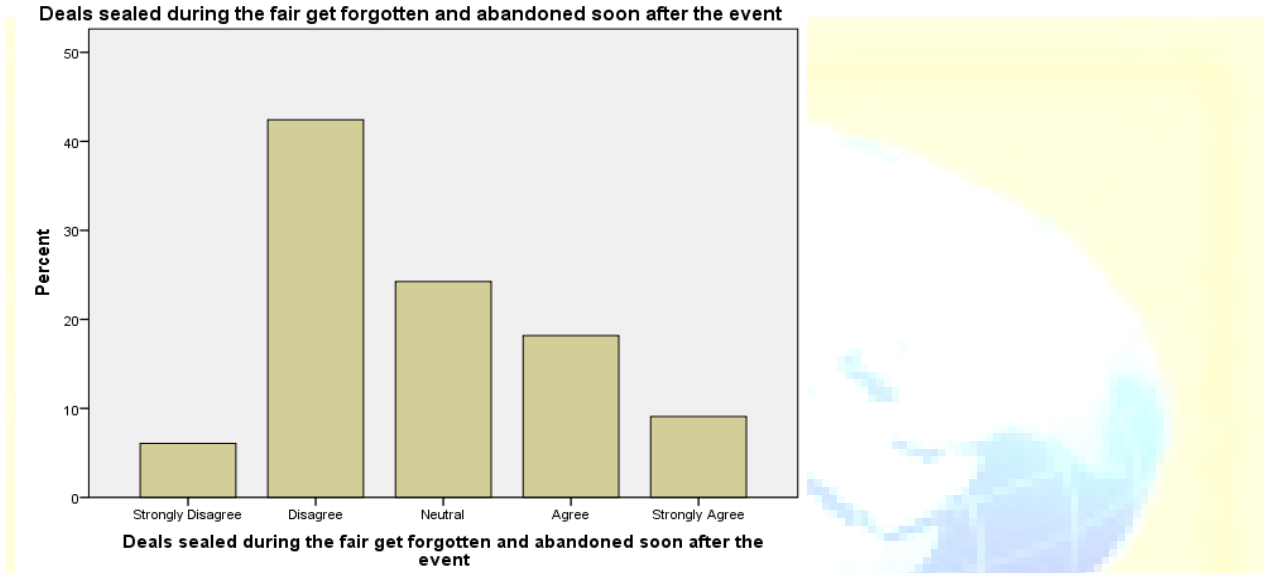 Deals sealed during the fair get forgotten and abandoned soon after the event
50
40
30
20
10
0
Percent
Strongly Disagree Disagree Neutral Agree Strongly Agree
Deals sealed during the fair get forgotten and abandoned soon after the
event